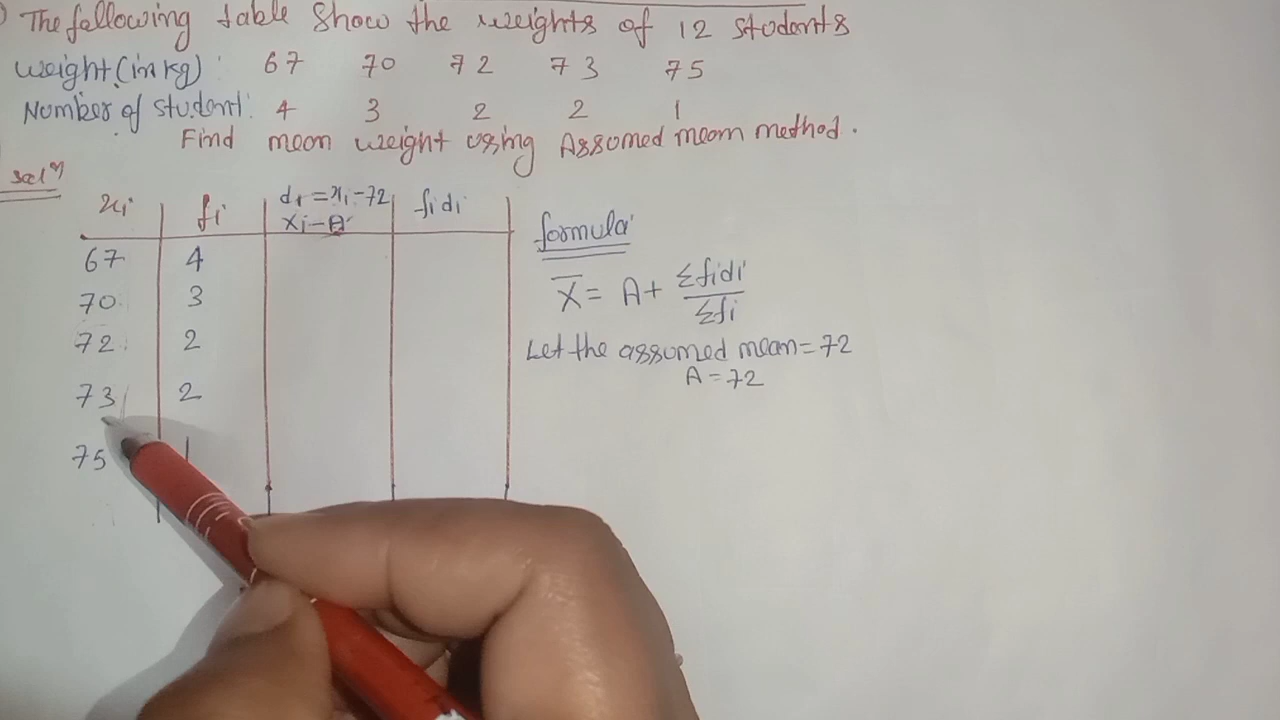 The following table show the weights of 12 students
weight (in kg) : 67 70 72 73 75
Number of student: 4 3 2 2 1
Find mean weight using Assumed mean method.
solⁿ
xi fi di = xi - 72 fidi
xi - A
67 4
70 3
72 2
73 2
75 1
formula
X̄ = A + Σfidi / Σfi
Let the assumed mean = 72
A = 72